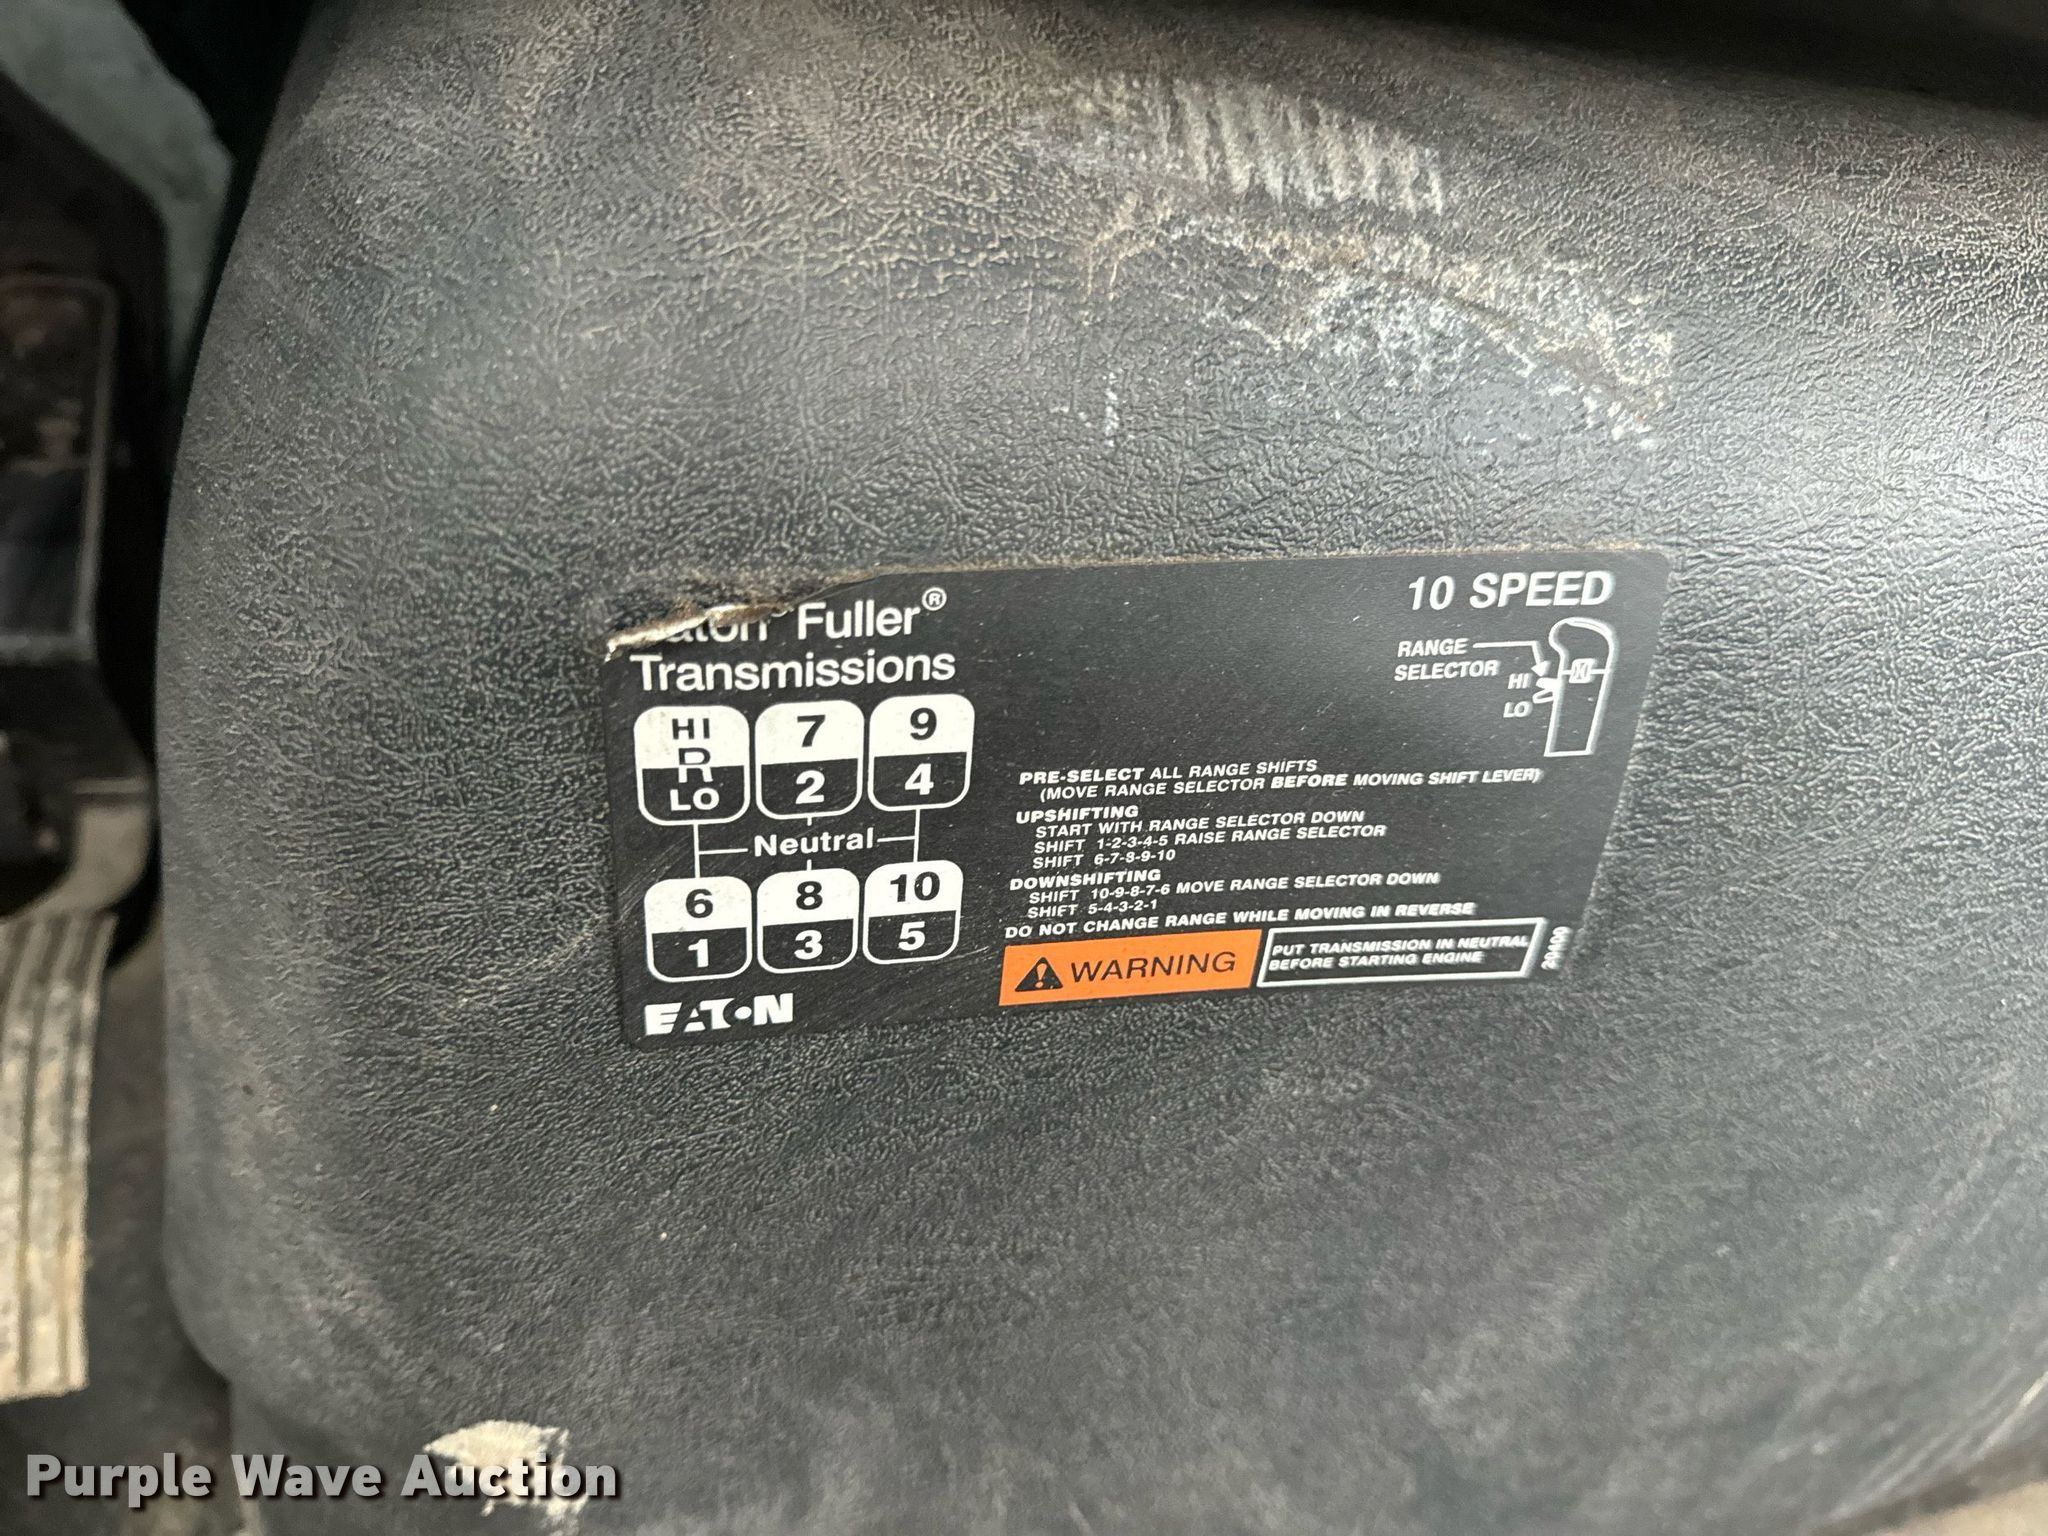 Fuller®
Transmissions
10 SPEED
RANGE
SELECTOR
HI
LO
HI
R
LO
7
2
9
4
Neutral
6
1
8
3
10
5
EATON
PRE-SELECT ALL RANGE SHIFTS
(MOVE RANGE SELECTOR BEFORE MOVING SHIFT LEVER)
UPSHIFTING
START WITH RANGE SELECTOR DOWN
SHIFT 1-2-3-4-5 RAISE RANGE SELECTOR
SHIFT 6-7-8-9-10
DOWNSHIFTING
SHIFT 10-9-8-7-6 MOVE RANGE SELECTOR DOWN
SHIFT 5-4-3-2-1
DO NOT CHANGE RANGE WHILE MOVING IN REVERSE
WARNING
PUT TRANSMISSION IN NEUTRAL
BEFORE STARTING ENGINE
Purple Wave Auction